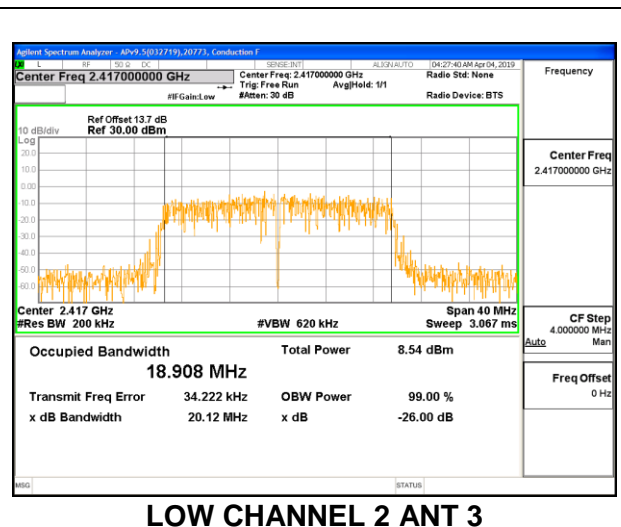 Agilent Spectrum Analyzer - APv9.5(032719),20773, Conduction F
L RF 50 Ω DC SENSE:INT ALIGN AUTO 04:27:40 AM Apr 04, 2019
Center Freq 2.417000000 GHz
Center Freq: 2.417000000 GHz
Radio Std: None
Trig: Free Run Avg|Hold: 1/1
#IFGain:Low #Atten: 30 dB Radio Device: BTS
Frequency
Ref Offset 13.7 dB
10 dB/div Ref 30.00 dBm
Log
20.0
10.0
0.00
-10.0
-20.0
-30.0
-40.0
-50.0
-60.0
Center 2.417 GHz Span 40 MHz
#Res BW 200 kHz #VBW 620 kHz Sweep 3.067 ms
Occupied Bandwidth Total Power 8.54 dBm
18.908 MHz
Transmit Freq Error 34.222 kHz OBW Power 99.00 %
x dB Bandwidth 20.12 MHz x dB -26.00 dB
Center Freq
2.417000000 GHz
CF Step
4.000000 MHz
Auto Man
Freq Offset
0 Hz
MSG STATUS
LOW CHANNEL 2 ANT 3